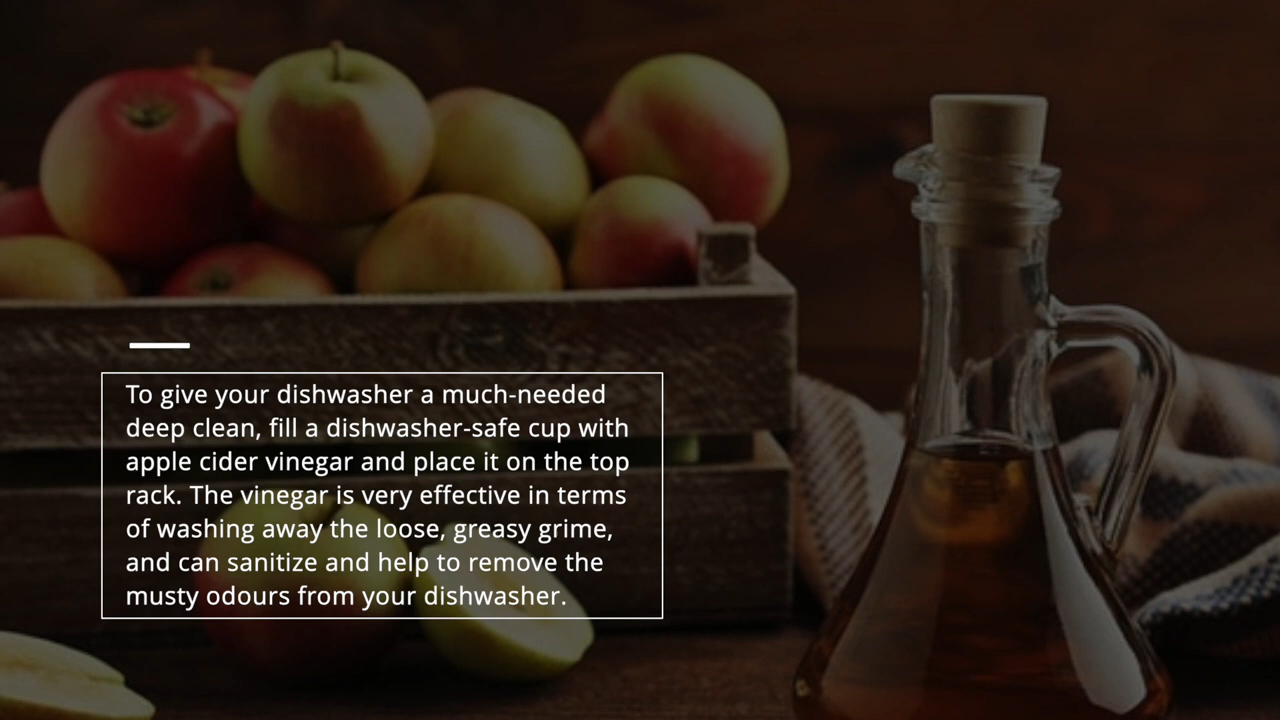 To give your dishwasher a much-needed
deep clean, fill a dishwasher-safe cup with
apple cider vinegar and place it on the top
rack. The vinegar is very effective in terms
of washing away the loose, greasy grime,
and can sanitize and help to remove the
musty odours from your dishwasher.